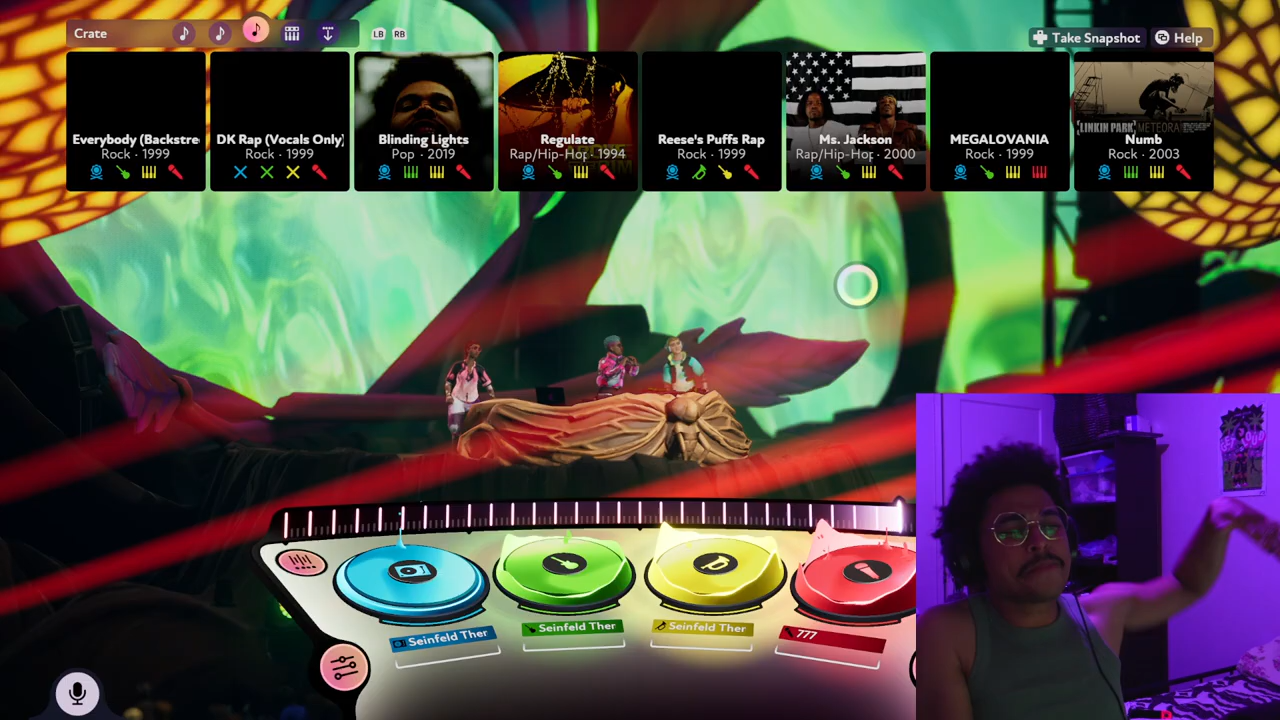 Crate
LB RB
Take Snapshot
Help
Everybody (Backstre
Rock · 1999
DK Rap (Vocals Only)
Rock · 1999
Blinding Lights
Pop · 2019
Regulate
Rap/Hip-Hop · 1994
Reese's Puffs Rap
Rock · 1999
Ms. Jackson
Rap/Hip-Hop · 2000
MEGALOVANIA
Rock · 1999
LINKIN PARK METEORA
Numb
Rock · 2003
Seinfeld Ther
Seinfeld Ther
Seinfeld Ther
777